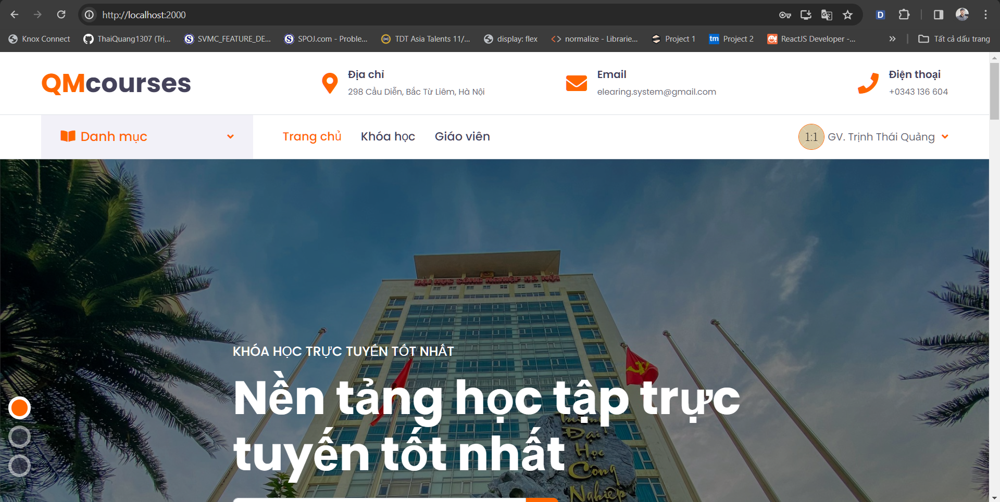 http://localhost:2000
Knox Connect
ThaiQuang1307 (Trị...
SVMC_FEATURE_DE...
SPOJ.com - Proble...
TDT Asia Talents 11/...
display: flex
normalize - Librarie...
Project 1
tm
Project 2
ReactJS Developer -...
Tất cả dấu trang
QMcourses
Địa chỉ
298 Cầu Diễn, Bắc Từ Liêm, Hà Nội
Email
elearing.system@gmail.com
Điện thoại
+0343 136 604
Danh mục
Trang chủ
Khóa học
Giáo viên
1:1
GV. Trịnh Thái Quảng
ĐẠI HỌC CÔNG NGHIỆP HÀ NỘI
KHÓA HỌC TRỰC TUYẾN TỐT NHẤT
Nền tảng học tập trực
tuyến tốt nhất
Trường
Đại
Học
Công
Nghiệp